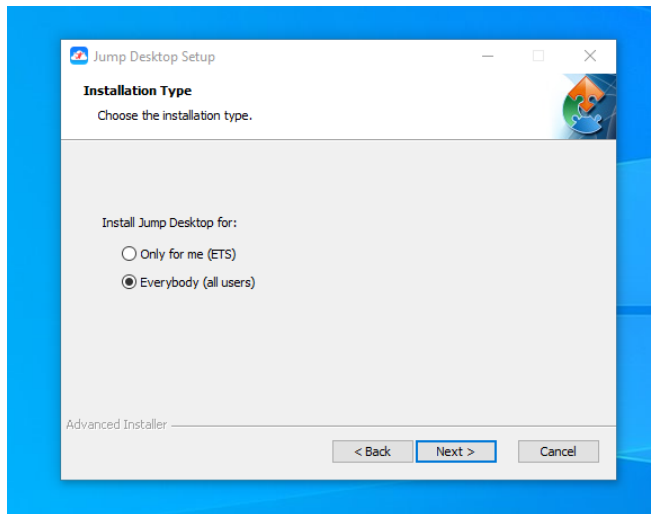 Jump Desktop Setup
Installation Type
Choose the installation type.
Install Jump Desktop for:
Only for me (ETS)
Everybody (all users)
Advanced Installer
< Back
Next >
Cancel